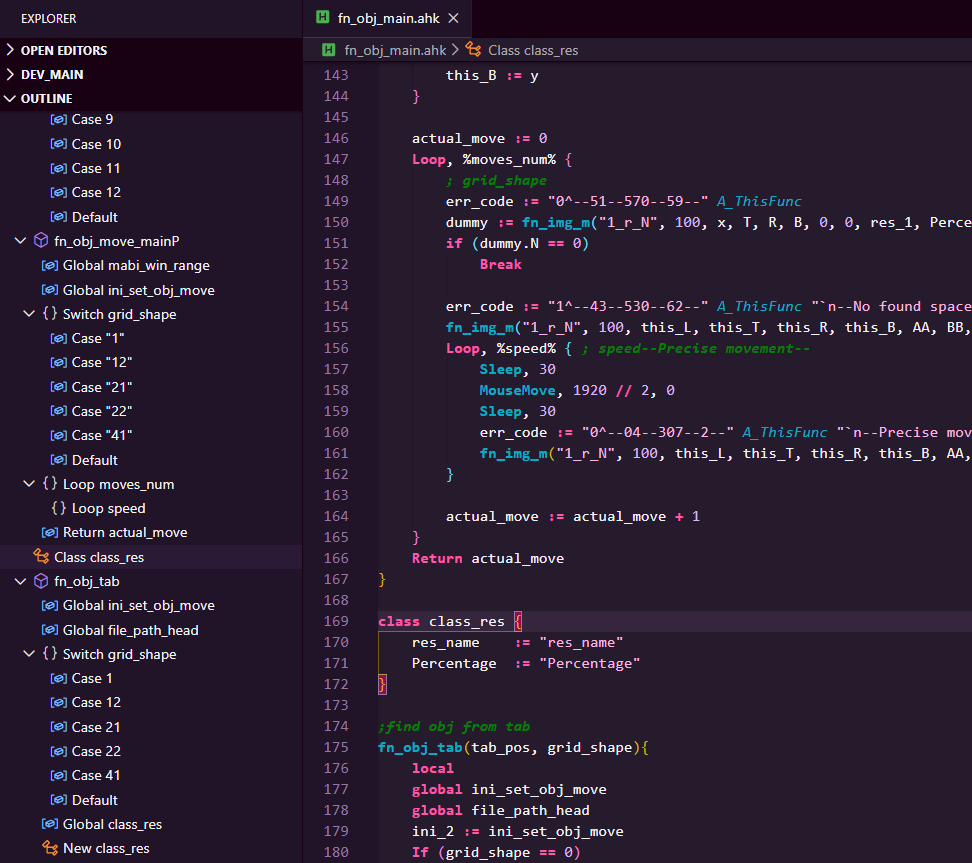 EXPLORER
OPEN EDITORS
DEV_MAIN
OUTLINE
Case 9
Case 10
Case 11
Case 12
Default
fn_obj_move_mainP
Global mabi_win_range
Global ini_set_obj_move
{} Switch grid_shape
Case "1"
Case "12"
Case "21"
Case "22"
Case "41"
Default
{} Loop moves_num
{} Loop speed
Return actual_move
Class class_res
fn_obj_tab
Global ini_set_obj_move
Global file_path_head
{} Switch grid_shape
Case 1
Case 12
Case 21
Case 22
Case 41
Default
Global class_res
New class_res
H fn_obj_main.ahk
H fn_obj_main.ahk > Class class_res
143 this_B := y
144 }
145
146 actual_move := 0
147 Loop, %moves_num% {
148 ; grid_shape
149 err_code := "0^--51--570--59--" A_ThisFunc
150 dummy := fn_img_m("1_r_N", 100, x, T, R, B, 0, 0, res_1, Perce
151 if (dummy.N == 0)
152 Break
153
154 err_code := "1^--43--530--62--" A_ThisFunc "`n--No found space
155 fn_img_m("1_r_N", 100, this_L, this_T, this_R, this_B, AA, BB,
156 Loop, %speed% { ; speed--Precise movement--
157 Sleep, 30
158 MouseMove, 1920 // 2, 0
159 Sleep, 30
160 err_code := "0^--04--307--2--" A_ThisFunc "`n--Precise mov
161 fn_img_m("1_r_N", 100, this_L, this_T, this_R, this_B, AA,
162 }
163
164 actual_move := actual_move + 1
165 }
166 Return actual_move
167 }
168
169 class class_res {
170 res_name := "res_name"
171 Percentage := "Percentage"
172 }
173
174 ;find obj from tab
175 fn_obj_tab(tab_pos, grid_shape){
176 local
177 global ini_set_obj_move
178 global file_path_head
179 ini_2 := ini_set_obj_move
180 If (grid_shape == 0)